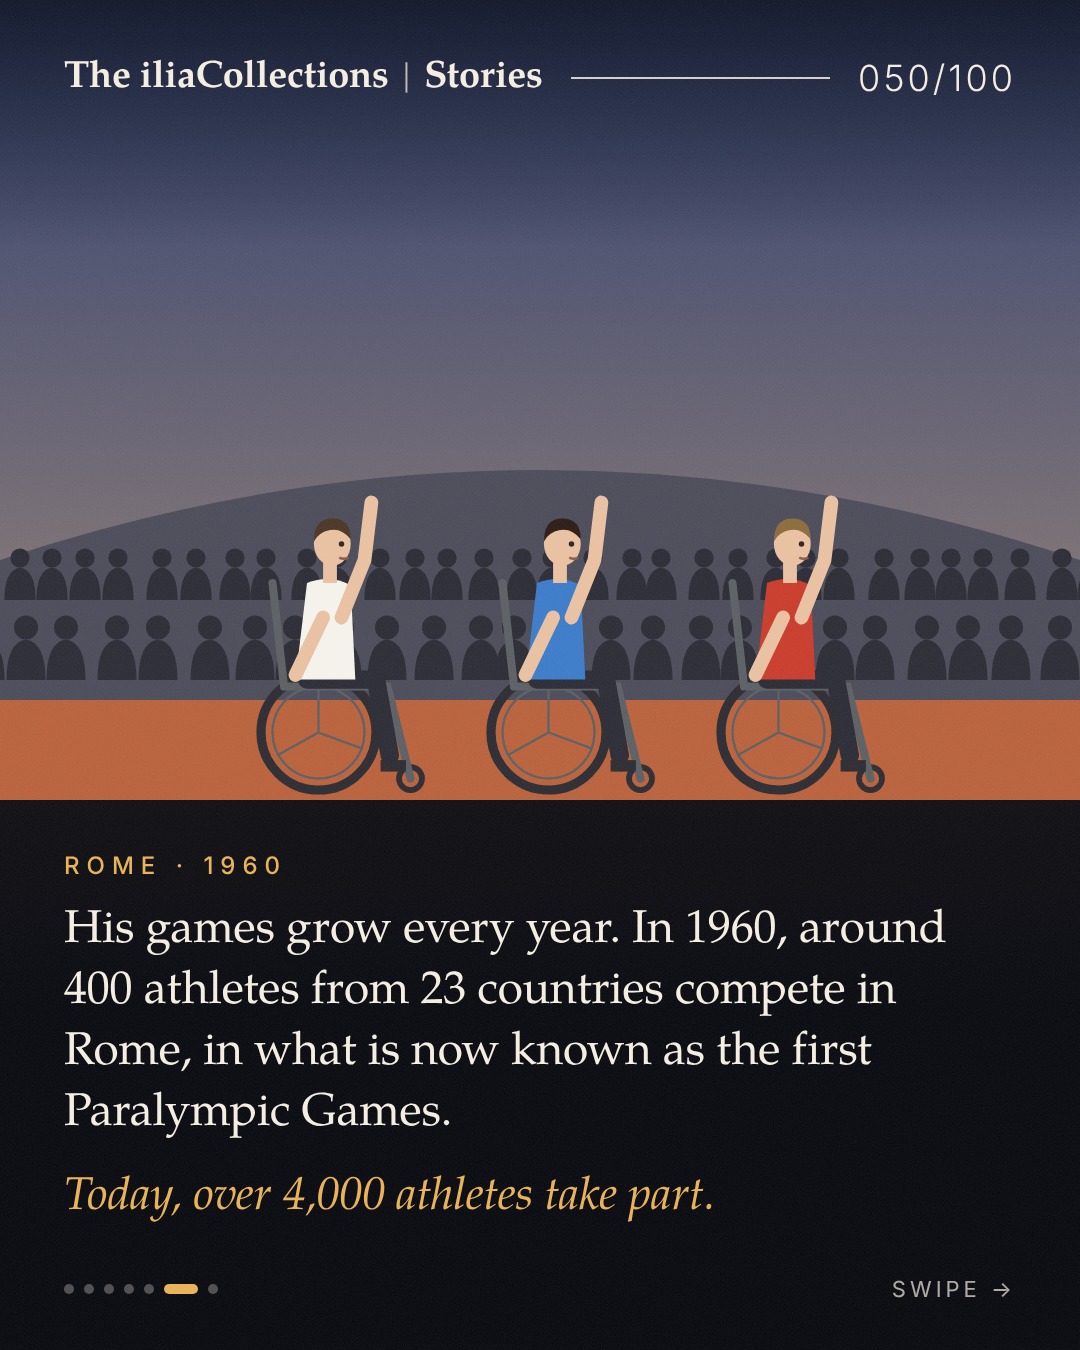 The iliaCollections | Stories 050/100
ROME · 1960
His games grow every year. In 1960, around
400 athletes from 23 countries compete in
Rome, in what is now known as the first
Paralympic Games.
Today, over 4,000 athletes take part.
SWIPE →